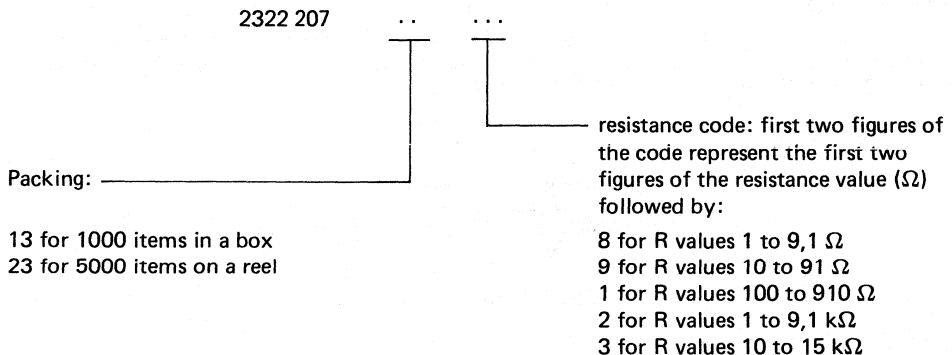 2322 207 .. ...
resistance code: first two figures of
the code represent the first two
figures of the resistance value (Ω)
followed by:
8 for R values 1 to 9,1 Ω
9 for R values 10 to 91 Ω
1 for R values 100 to 910 Ω
2 for R values 1 to 9,1 kΩ
3 for R values 10 to 15 kΩ
Packing:
13 for 1000 items in a box
23 for 5000 items on a reel